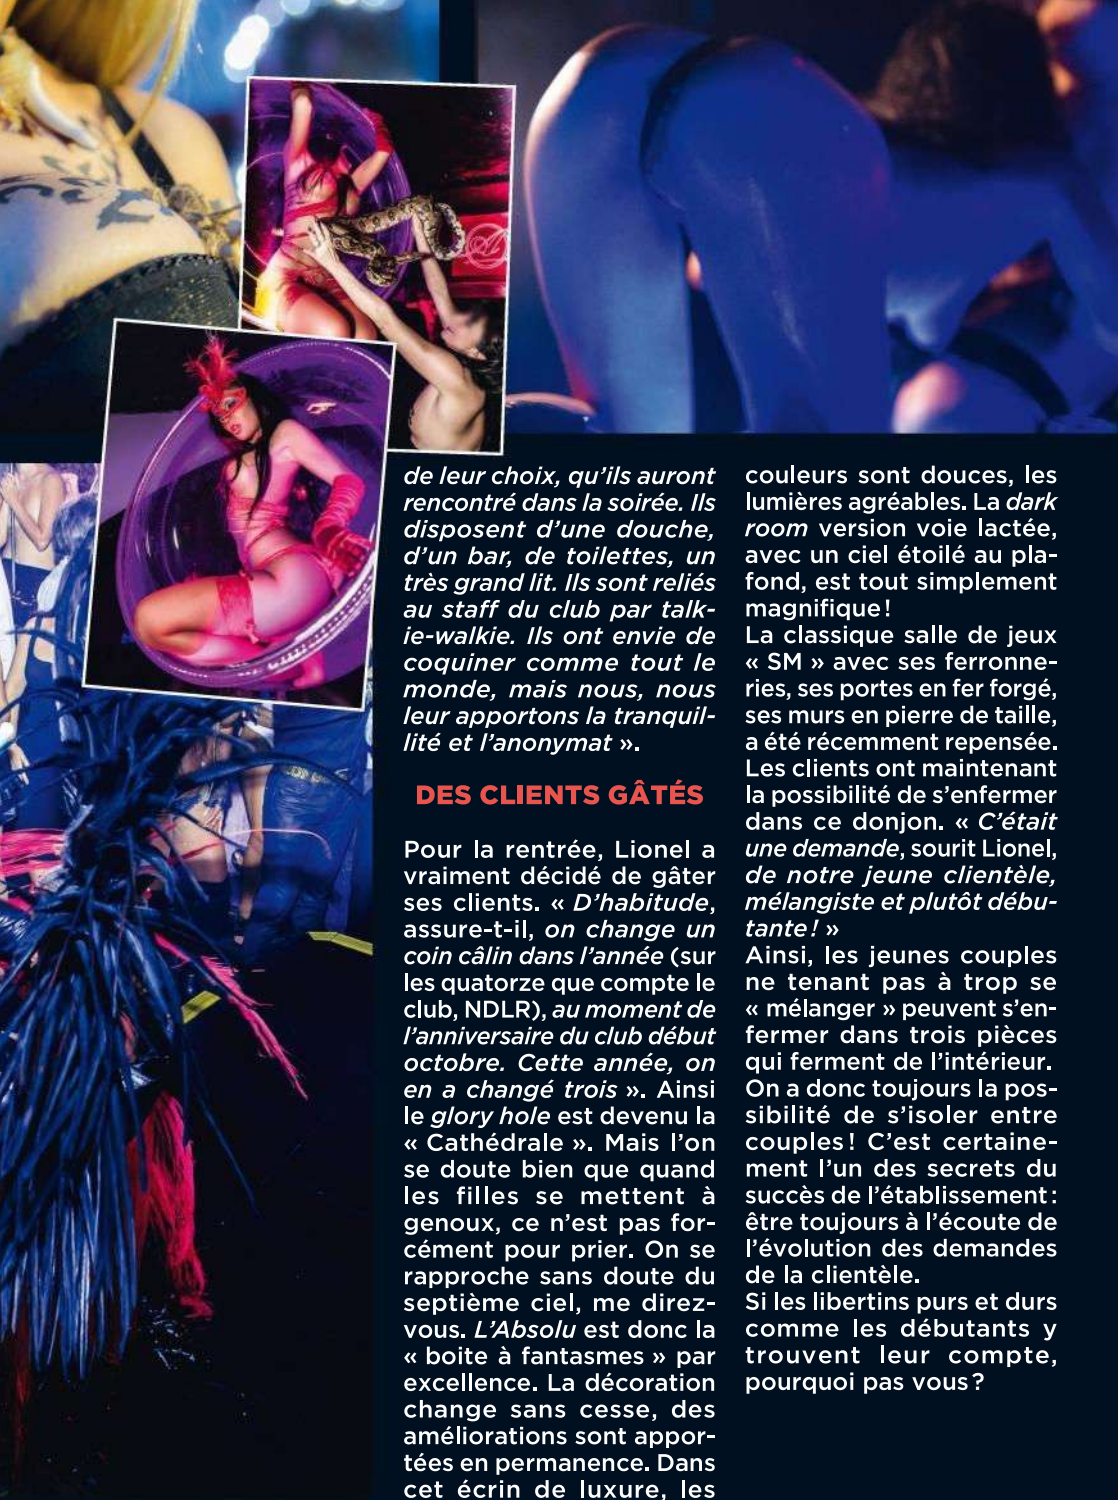 de leur choix, qu’ils auront
rencontré dans la soirée. Ils
disposent d’une douche,
d’un bar, de toilettes, un
très grand lit. Ils sont reliés
au staff du club par talk-
ie-walkie. Ils ont envie de
coquiner comme tout le
monde, mais nous, nous
leur apportons la tranquil-
lité et l’anonymat ».
DES CLIENTS GÂTÉS
Pour la rentrée, Lionel a
vraiment décidé de gâter
ses clients. « D’habitude,
assure-t-il, on change un
coin câlin dans l’année (sur
les quatorze que compte le
club, NDLR), au moment de
l’anniversaire du club début
octobre. Cette année, on
en a changé trois ». Ainsi
le glory hole est devenu la
« Cathédrale ». Mais l’on
se doute bien que quand
les filles se mettent à
genoux, ce n’est pas for-
cément pour prier. On se
rapproche sans doute du
septième ciel, me direz-
vous. L’Absolu est donc la
« boite à fantasmes » par
excellence. La décoration
change sans cesse, des
améliorations sont appor-
tées en permanence. Dans
cet écrin de luxure, les
couleurs sont douces, les
lumières agréables. La dark
room version voie lactée,
avec un ciel étoilé au pla-
fond, est tout simplement
magnifique !
La classique salle de jeux
« SM » avec ses ferronne-
ries, ses portes en fer forgé,
ses murs en pierre de taille,
a été récemment repensée.
Les clients ont maintenant
la possibilité de s’enfermer
dans ce donjon. « C’était
une demande, sourit Lionel,
de notre jeune clientèle,
mélangiste et plutôt débu-
tante ! »
Ainsi, les jeunes couples
ne tenant pas à trop se
« mélanger » peuvent s’en-
fermer dans trois pièces
qui ferment de l’intérieur.
On a donc toujours la pos-
sibilité de s’isoler entre
couples ! C’est certaine-
ment l’un des secrets du
succès de l’établissement :
être toujours à l’écoute de
l’évolution des demandes
de la clientèle.
Si les libertins purs et durs
comme les débutants y
trouvent leur compte,
pourquoi pas vous ?